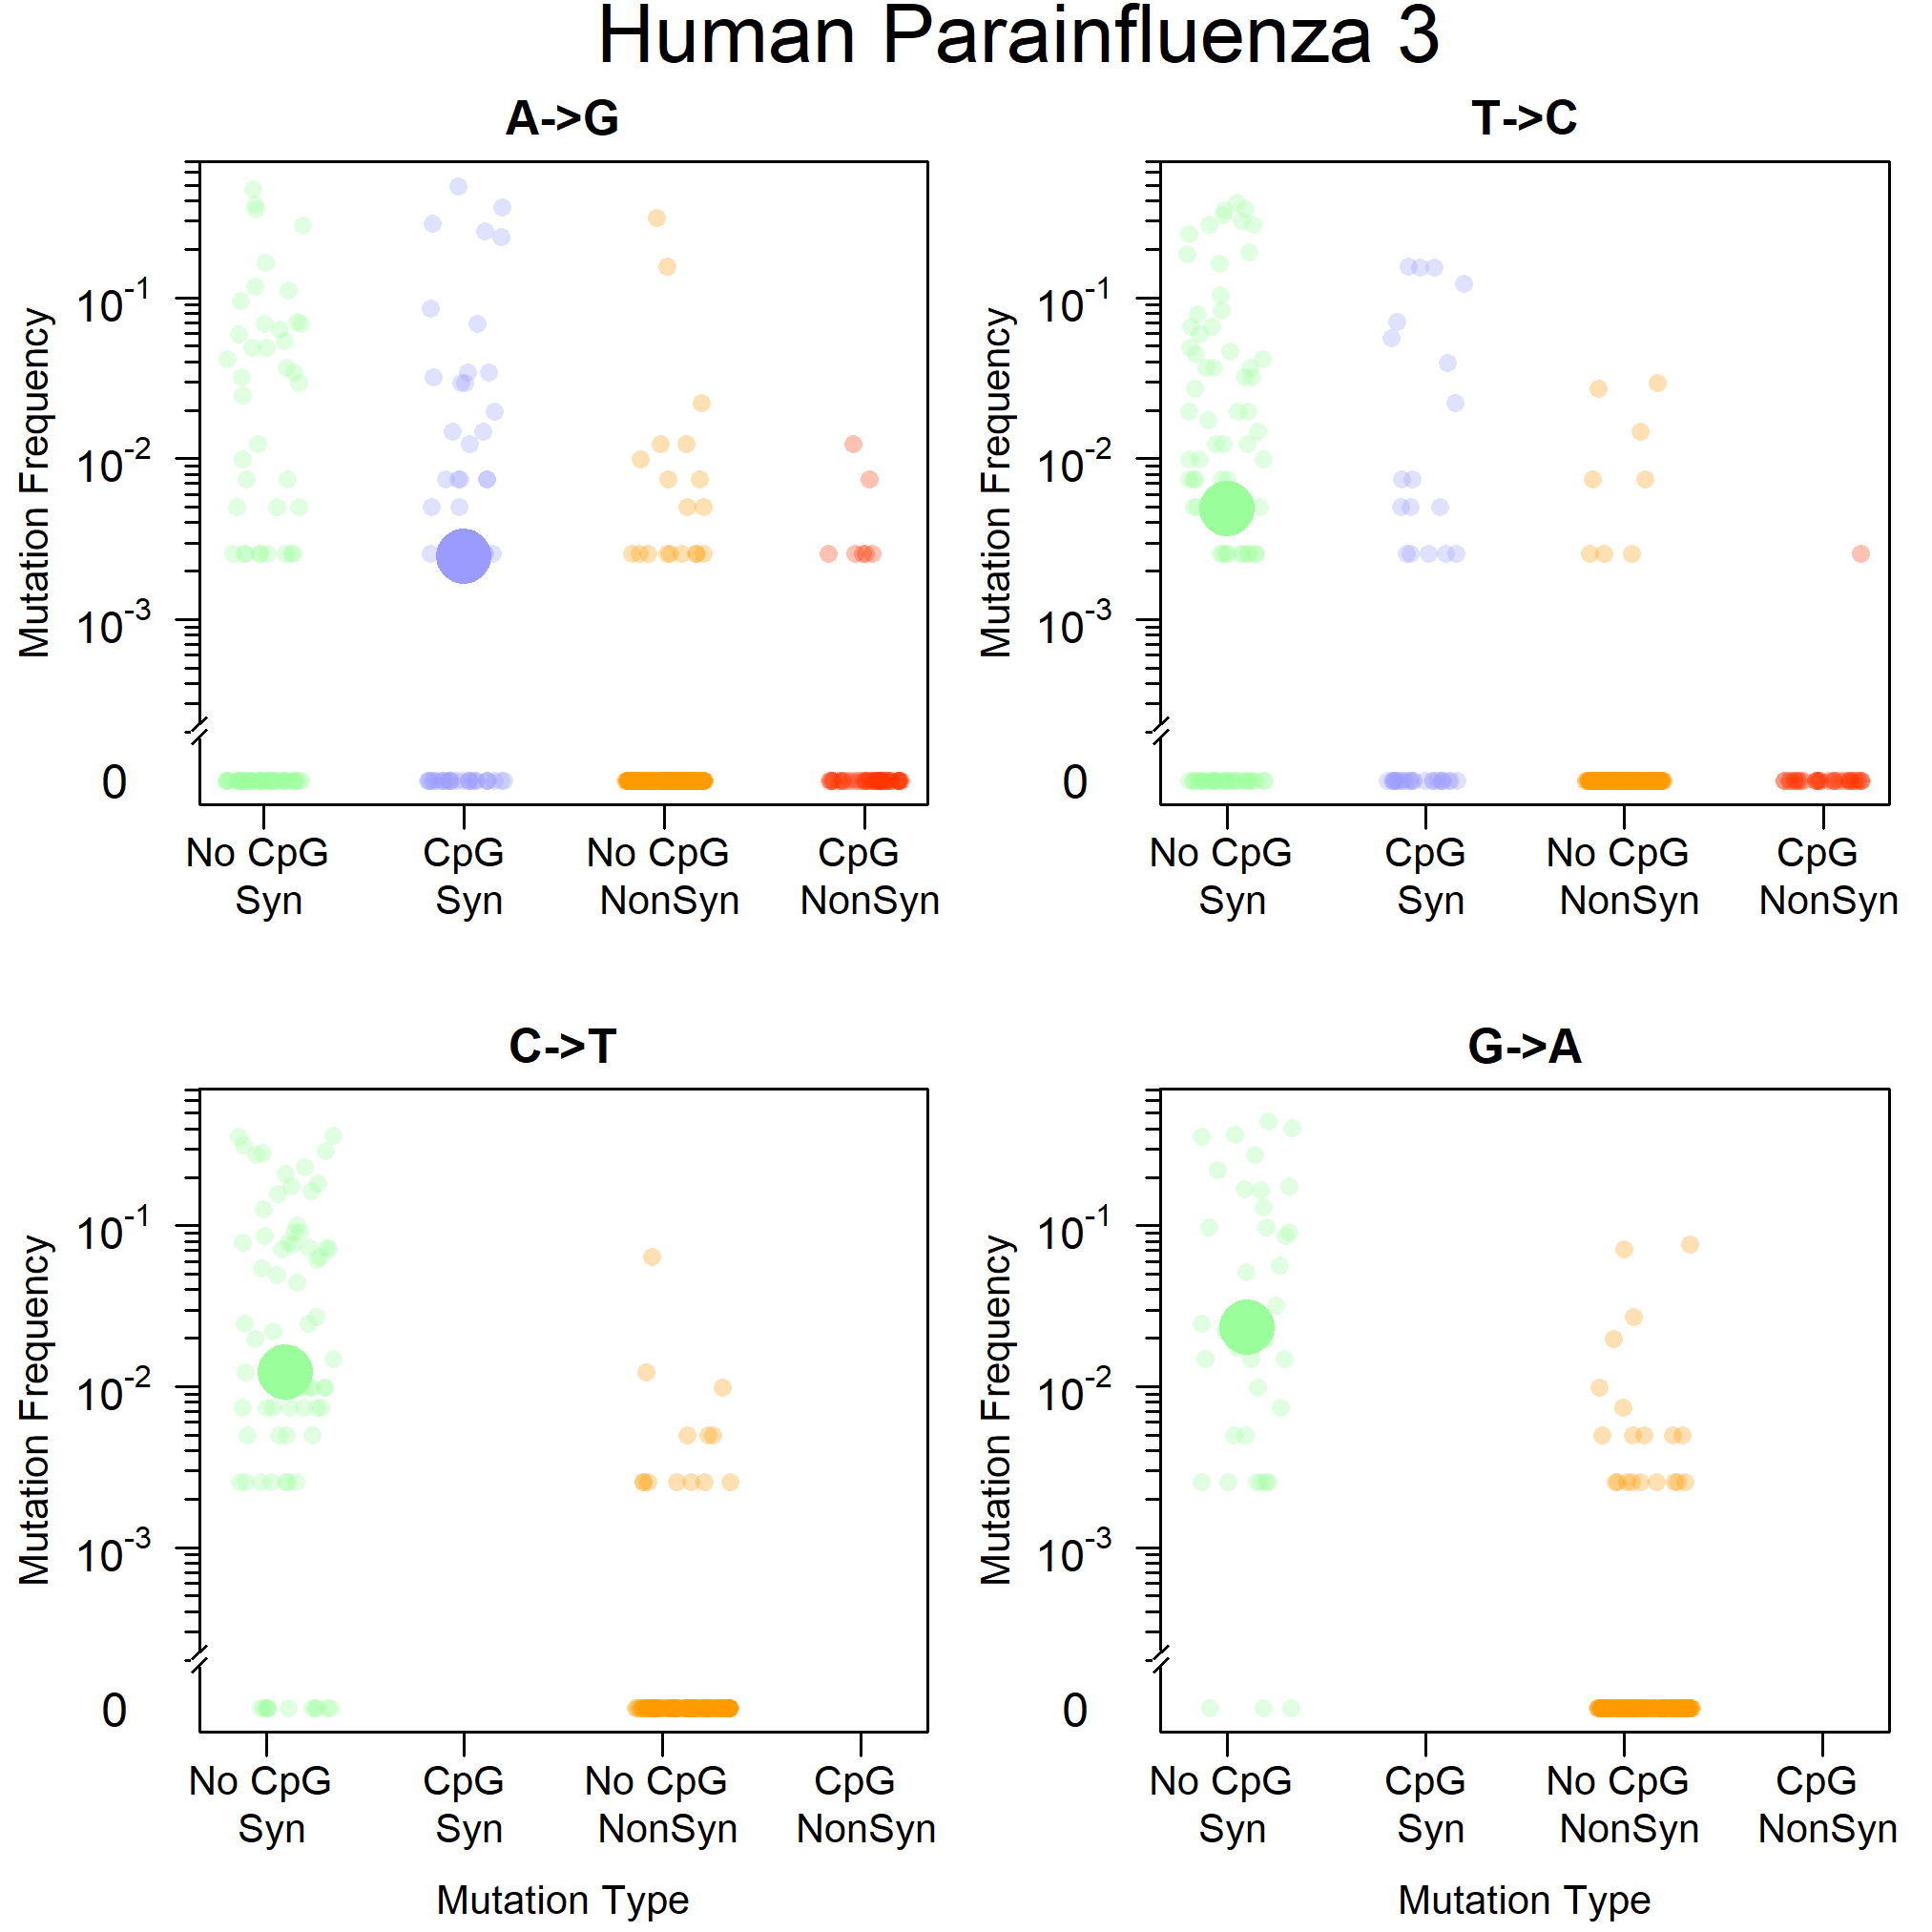 Human Parainfluenza 3
A->G
T->C
Mutation Frequency
10^-1
10^-2
10^-3
0
No CpG Syn
CpG Syn
No CpG NonSyn
CpG NonSyn
Mutation Frequency
10^-1
10^-2
10^-3
0
No CpG Syn
CpG Syn
No CpG NonSyn
CpG NonSyn
C->T
G->A
Mutation Frequency
10^-1
10^-2
10^-3
0
No CpG Syn
CpG Syn
No CpG NonSyn
CpG NonSyn
Mutation Type
Mutation Frequency
10^-1
10^-2
10^-3
0
No CpG Syn
CpG Syn
No CpG NonSyn
CpG NonSyn
Mutation Type